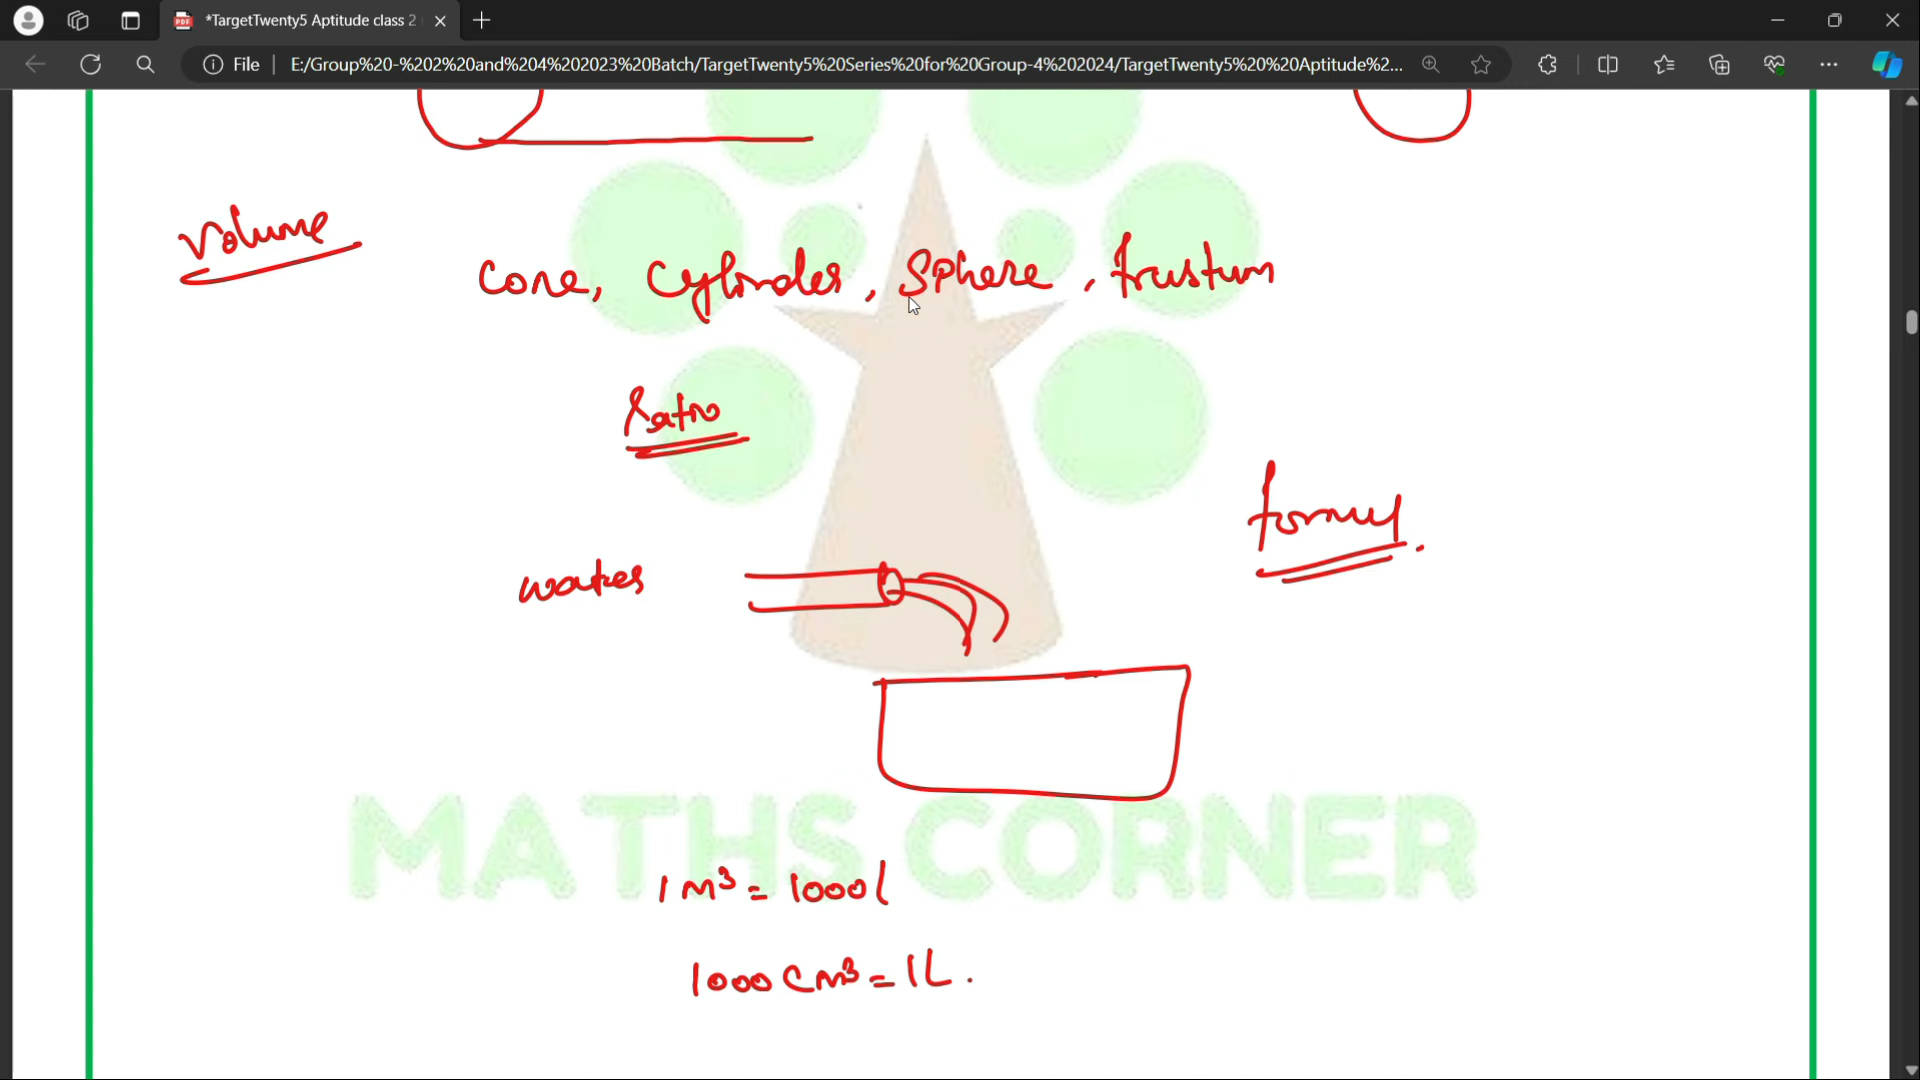 *TargetTwenty5 Aptitude class 2
File
E:/Group%20-%202%20and%204%202023%20Batch/TargetTwenty5%20Series%20for%20Group-4%202024/TargetTwenty5%20%20Aptitude%2...
Volume
Cone, Cylinder, Sphere, frustum
Ratio
formul
water
MATHS CORNER
1 m³ = 1000 l
1000 cm³ = 1L.